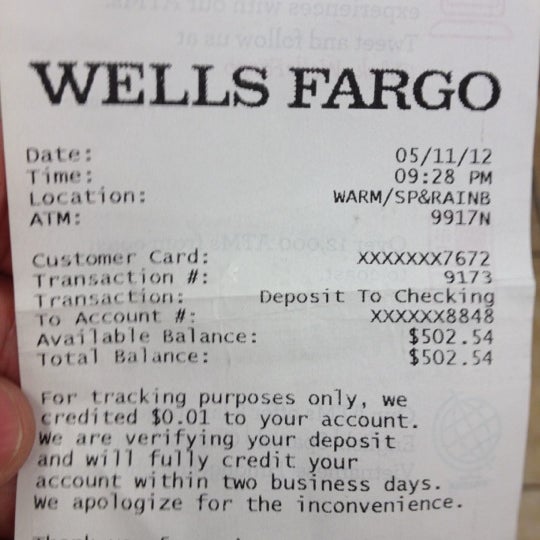 WELLS FARGO
Date: 05/11/12
Time: 09:28 PM
Location: WARM/SP&RAINB
ATM: 9917N
Customer Card: XXXXXXX7672
Transaction #: 9173
Transaction: Deposit To Checking
To Account #: XXXXXX8848
Available Balance: $502.54
Total Balance: $502.54
For tracking purposes only, we
credited $0.01 to your account.
We are verifying your deposit
and will fully credit your
account within two business days.
We apologize for the inconvenience.